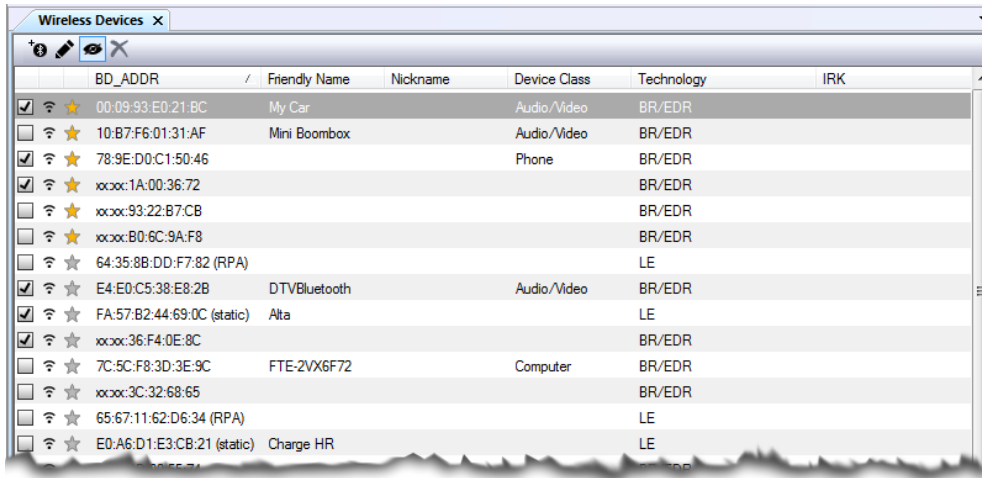 Wireless Devices X
BD_ADDR / Friendly Name Nickname Device Class Technology IRK
00:09:93:E0:21:BC My Car Audio/Video BR/EDR
10:B7:F6:01:31:AF Mini Boombox Audio/Video BR/EDR
78:9E:D0:C1:50:46 Phone BR/EDR
xx:xx:1A:00:36:72 BR/EDR
xx:xx:93:22:B7:CB BR/EDR
xx:xx:B0:6C:9A:F8 BR/EDR
64:35:8B:DD:F7:82 (RPA) LE
E4:E0:C5:38:E8:2B DTVBluetooth Audio/Video BR/EDR
FA:57:B2:44:69:0C (static) Alta LE
xx:xx:36:F4:0E:8C BR/EDR
7C:5C:F8:3D:3E:9C FTE-2VX6F72 Computer BR/EDR
xx:xx:3C:32:68:65 BR/EDR
65:67:11:62:D6:34 (RPA) LE
E0:A6:D1:E3:CB:21 (static) Charge HR LE